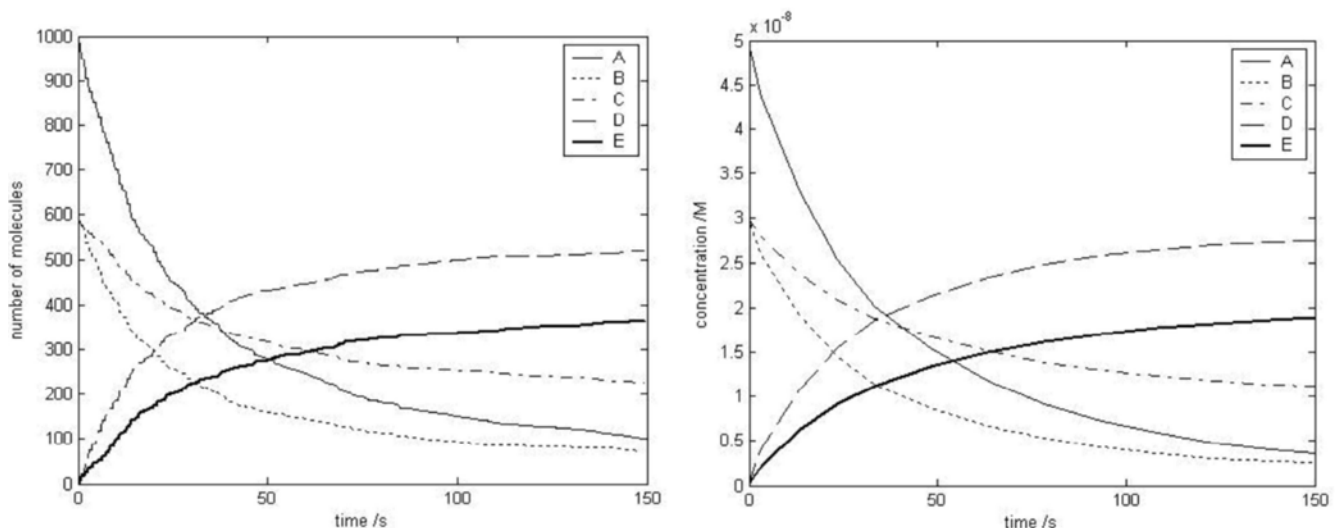 1000
900
800
700
600
500
400
300
200
100
0
number of molecules
0 50 100 150
time /s
A
B
C
D
E
x 10-8
5
4.5
4
3.5
3
2.5
2
1.5
1
0.5
0
concentration /M
0 50 100 150
time /s
A
B
C
D
E